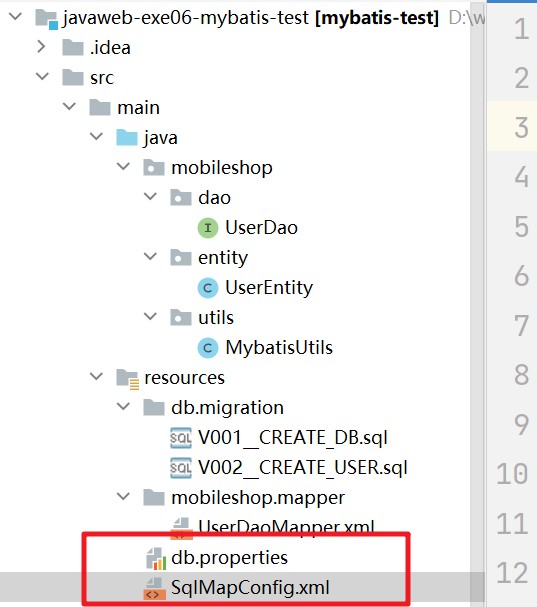 javaweb-exe06-mybatis-test [mybatis-test] D:\w
.idea
src
main
java
mobileshop
dao
I UserDao
entity
C UserEntity
utils
C MybatisUtils
resources
db.migration
SQL V001__CREATE_DB.sql
SQL V002__CREATE_USER.sql
mobileshop.mapper
UserDaoMapper.xml
db.properties
SqlMapConfig.xml
1
2
3
4
5
6
7
8
9
10
11
12